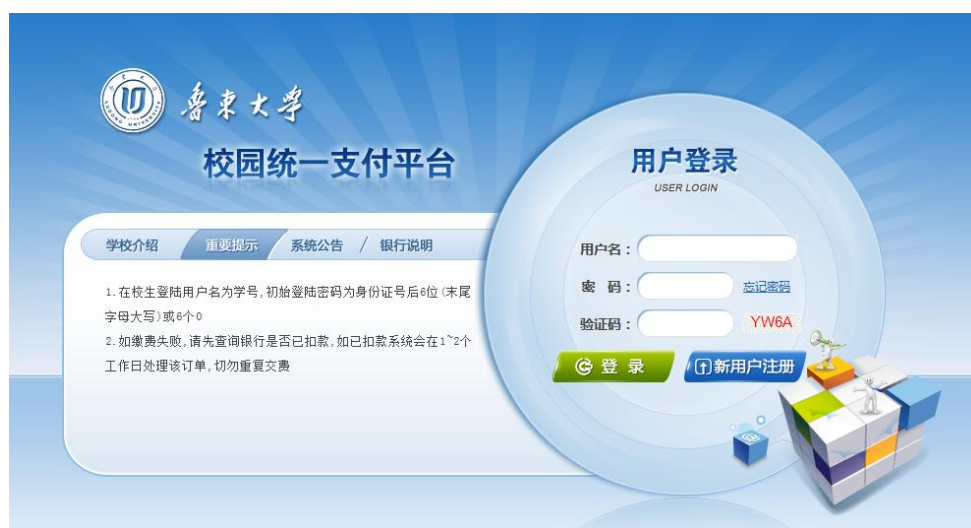 鲁东大学
校园统一支付平台
用户登录
USER LOGIN
学校介绍 重要提示 系统公告 / 银行说明
1.在校生登陆用户名为学号,初始登陆密码为身份证号后6位(末尾
字母大写)或6个0
2.如缴费失败,请先查询银行是否已扣款,如已扣款系统会在1~2个
工作日处理该订单,切勿重复交费
用户名:
密 码: 忘记密码
验证码: YW6A
登 录 新用户注册